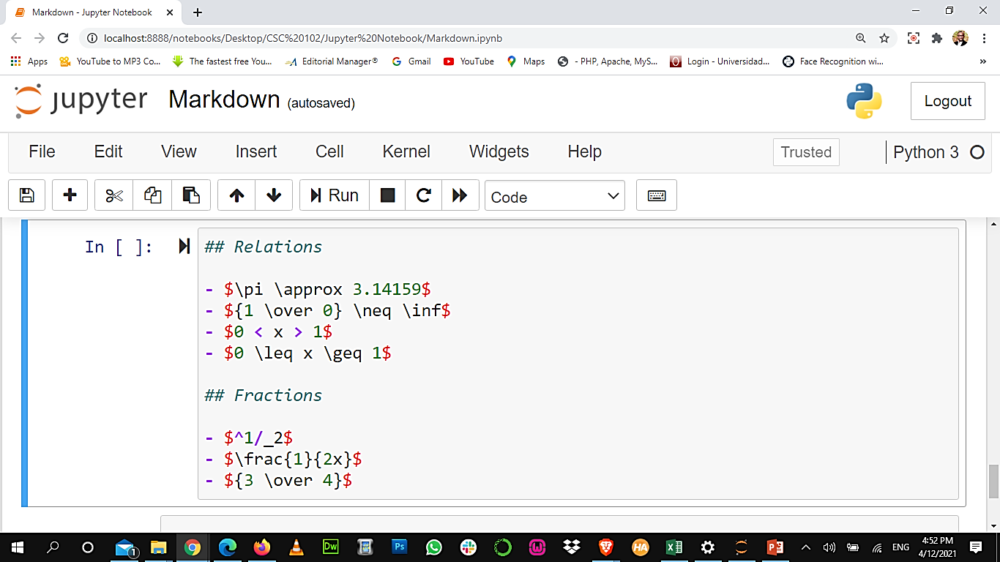 Markdown - Jupyter Notebook
localhost:8888/notebooks/Desktop/CSC%20102/Jupyter%20Notebook/Markdown.ipynb
Apps YouTube to MP3 Co... The fastest free You... Editorial Manager® Gmail YouTube Maps - PHP, Apache, MyS... Login - Universidad... Face Recognition wi... »
jupyter Markdown (autosaved) Logout
File Edit View Insert Cell Kernel Widgets Help Trusted Python 3
Run Code
In [ ]: ## Relations
- $\pi \approx 3.14159$
- ${1 \over 0} \neq \inf$
- $0 < x > 1$
- $0 \leq x \geq 1$
## Fractions
- $^1/_2$
- $\frac{1}{2x}$
- ${3 \over 4}$
1 Dw Ps HA ENG 4:52 PM
4/12/2021